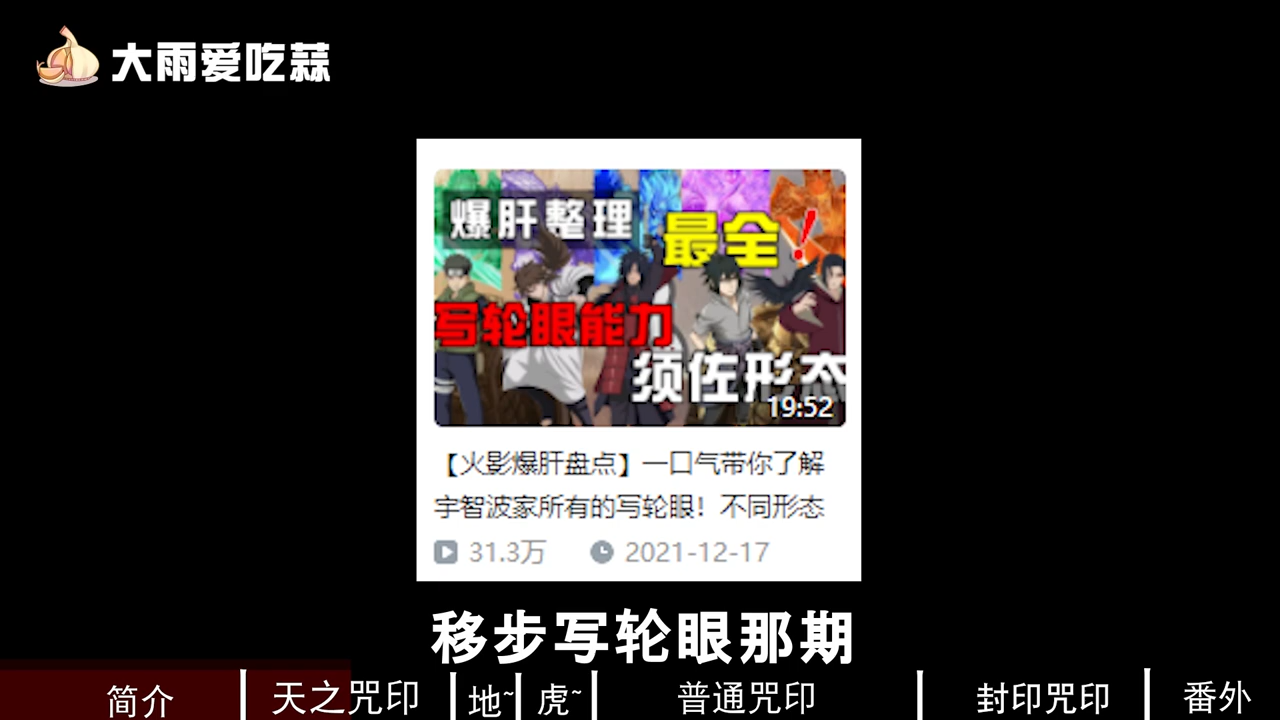 大雨爱吃蒜
爆肝整理
最全！
写轮眼能力
须佐形态
19:52
【火影爆肝盘点】一口气带你了解
宇智波家所有的写轮眼！不同形态
31.3万 2021-12-17
移步写轮眼那期
简介 天之咒印 地~ 虎~ 普通咒印 封印咒印 番外